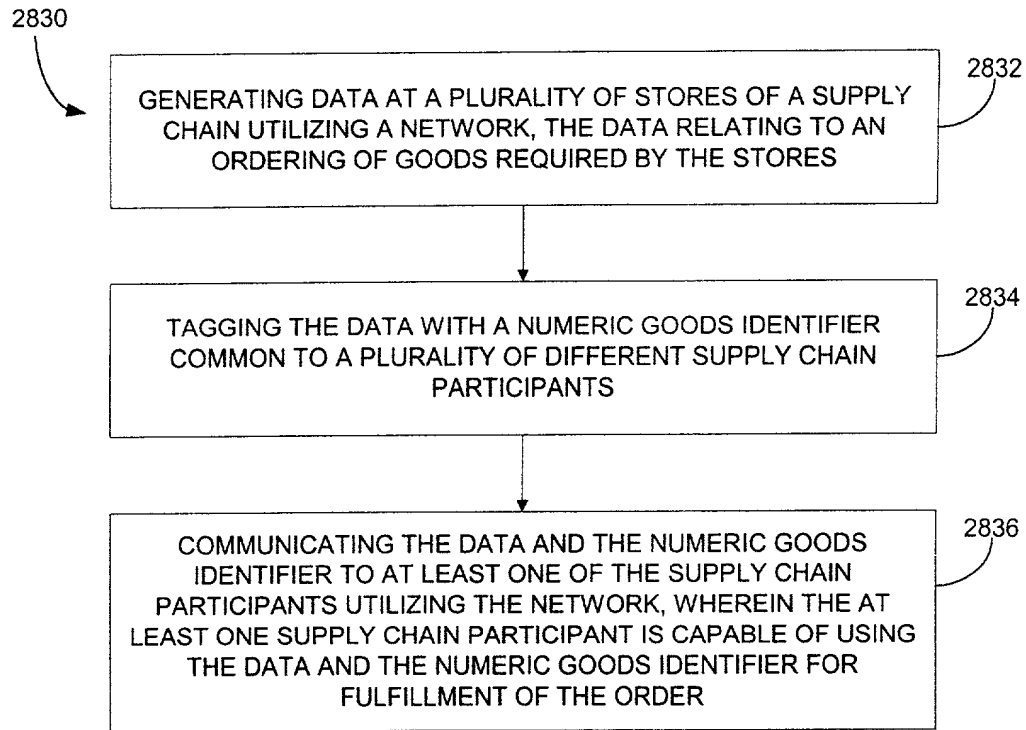 2830
2832
GENERATING DATA AT A PLURALITY OF STORES OF A SUPPLY
CHAIN UTILIZING A NETWORK, THE DATA RELATING TO AN
ORDERING OF GOODS REQUIRED BY THE STORES
2834
TAGGING THE DATA WITH A NUMERIC GOODS IDENTIFIER
COMMON TO A PLURALITY OF DIFFERENT SUPPLY CHAIN
PARTICIPANTS
2836
COMMUNICATING THE DATA AND THE NUMERIC GOODS
IDENTIFIER TO AT LEAST ONE OF THE SUPPLY CHAIN
PARTICIPANTS UTILIZING THE NETWORK, WHEREIN THE AT
LEAST ONE SUPPLY CHAIN PARTICIPANT IS CAPABLE OF USING
THE DATA AND THE NUMERIC GOODS IDENTIFIER FOR
FULFILLMENT OF THE ORDER